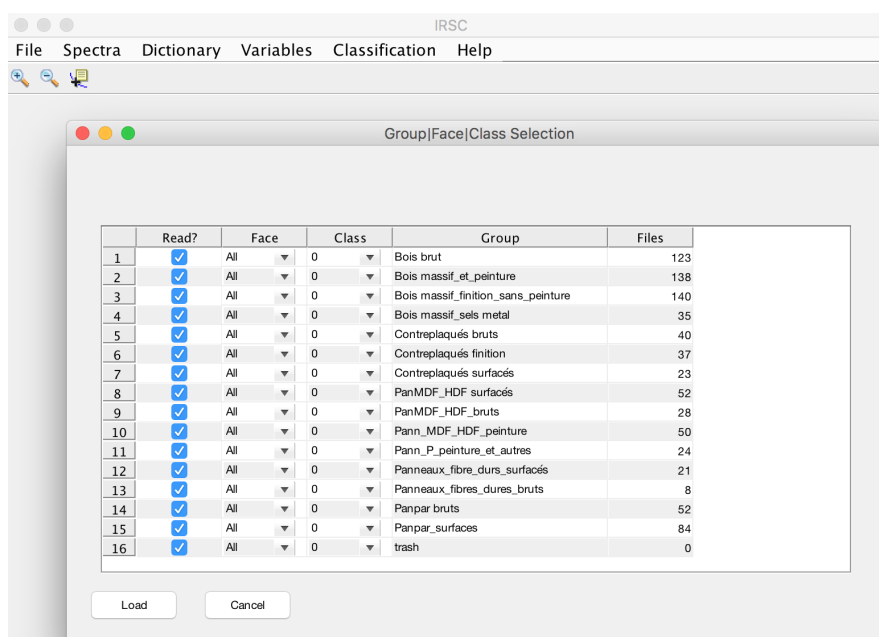 IRSC
File Spectra Dictionary Variables Classification Help
Group|Face|Class Selection
Read? Face Class Group Files
1 All 0 Bois brut 123
2 All 0 Bois massif_et_peinture 138
3 All 0 Bois massif_finition_sans_peinture 140
4 All 0 Bois massif_sels metal 35
5 All 0 Contreplaqués bruts 40
6 All 0 Contreplaqués finition 37
7 All 0 Contreplaqués surfacés 23
8 All 0 PanMDF_HDF surfacés 52
9 All 0 PanMDF_HDF_bruts 28
10 All 0 Pann_MDF_HDF_peinture 50
11 All 0 Pann_P_peinture_et_autres 24
12 All 0 Panneaux_fibre_durs_surfacés 21
13 All 0 Panneaux_fibres_dures_bruts 8
14 All 0 Panpar bruts 52
15 All 0 Panpar_surfaces 84
16 All 0 trash 0
Load Cancel